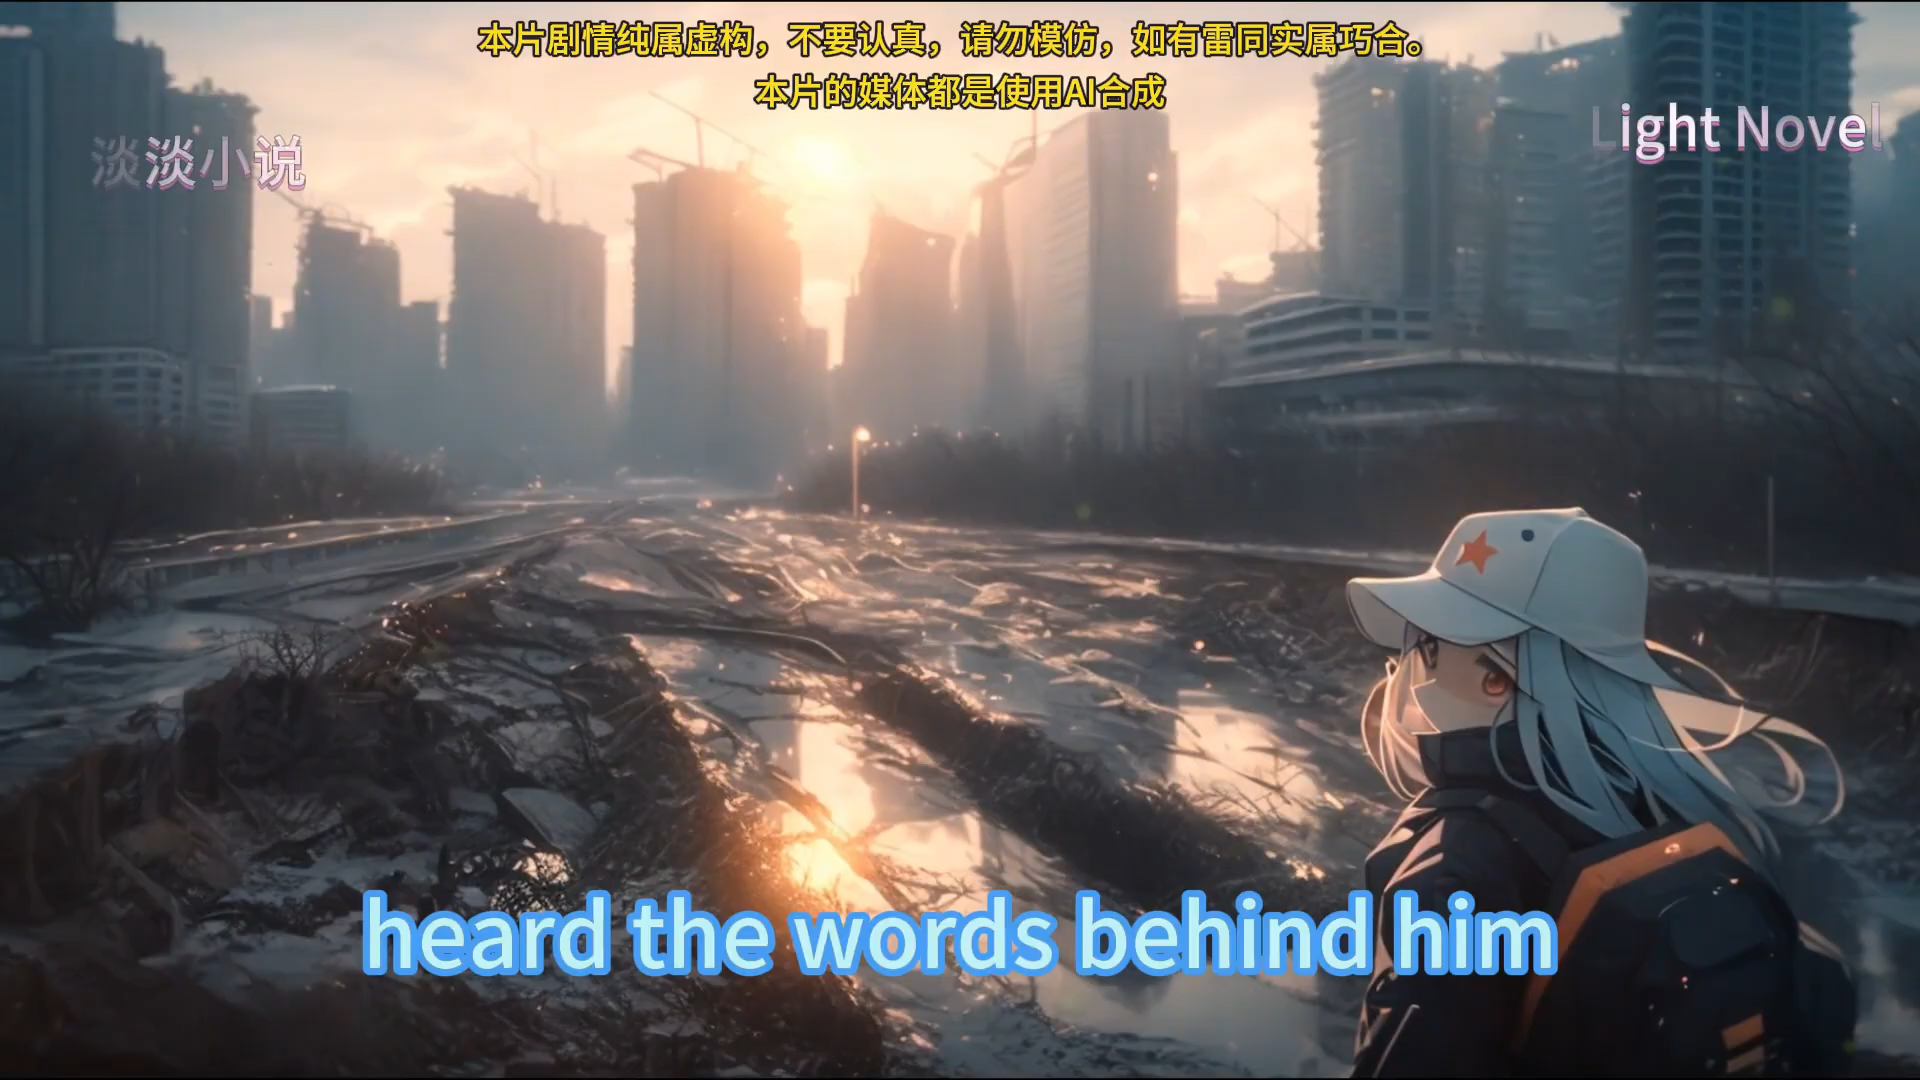 本片剧情纯属虚构，不要认真，请勿模仿，如有雷同实属巧合。
本片的媒体都是使用AI合成
淡淡小说
Light Novel
heard the words behind him